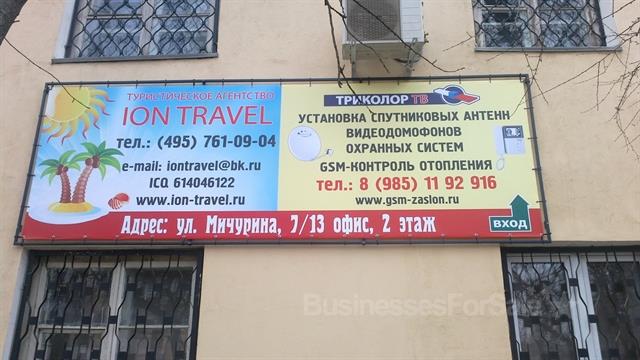 ТУРИСТИЧЕСКОЕ АГЕНТСТВО
ION TRAVEL
тел.: (495) 761-09-04
e-mail: iontravel@bk.ru
ICQ 614046122
www.ion-travel.ru
ТРИКОЛОР ТВ
УСТАНОВКА СПУТНИКОВЫХ АНТЕНН
ВИДЕОДОМОФОНОВ
ОХРАННЫХ СИСТЕМ
GSM-КОНТРОЛЬ ОТОПЛЕНИЯ
тел.: 8 (985) 11 92 916
www.gsm-zaslon.ru
Адрес: ул. Мичурина, 7/13 офис, 2 этаж
ВХОД
BusinessesForSale